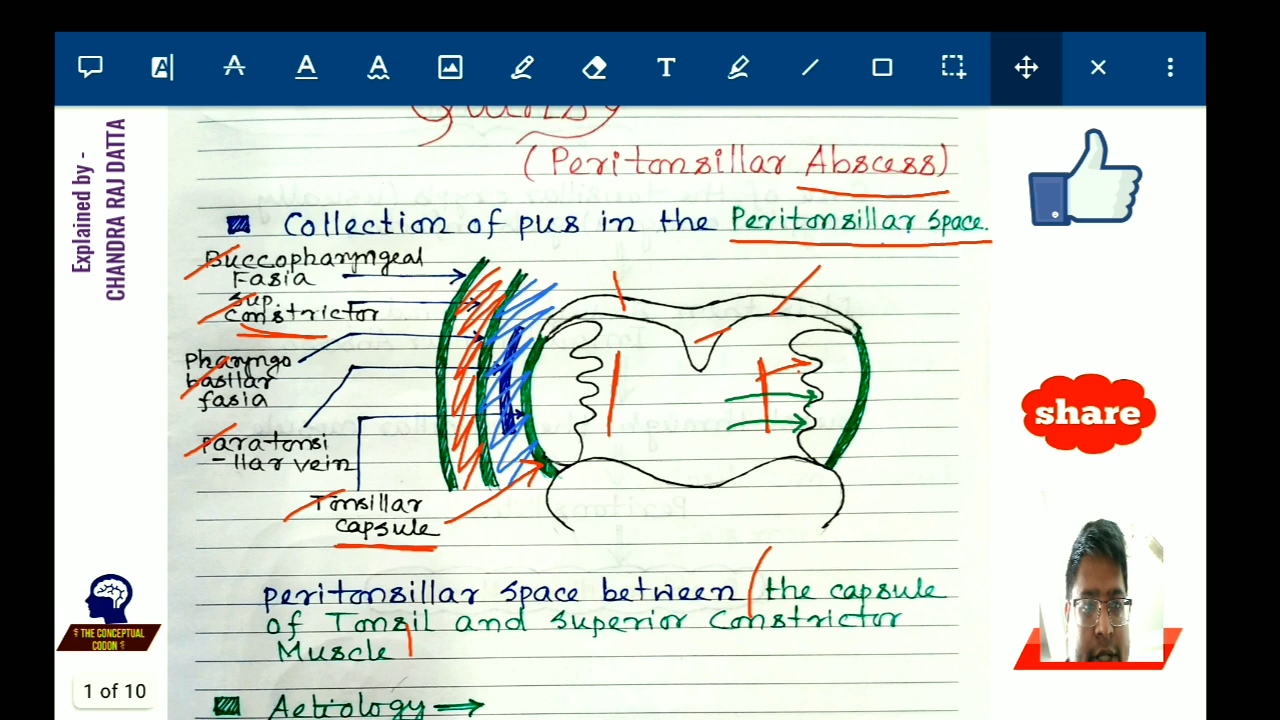 Explained by -
CHANDRA RAJ DATTA
Quinsy
(Peritonsillar Abscess)
Collection of pus in the Peritonsillar Space.
Buccopharyngeal
Fasia
Sup
Constrictor
Pharyngo
basilar
fasia
Paratonsi
-llar vein
Tonsillar
capsule
share
peritonsillar space between the capsule
of Tonsil and superior Constrictor
Muscle
THE CONCEPTUAL
CODON
1 of 10
Aetiology